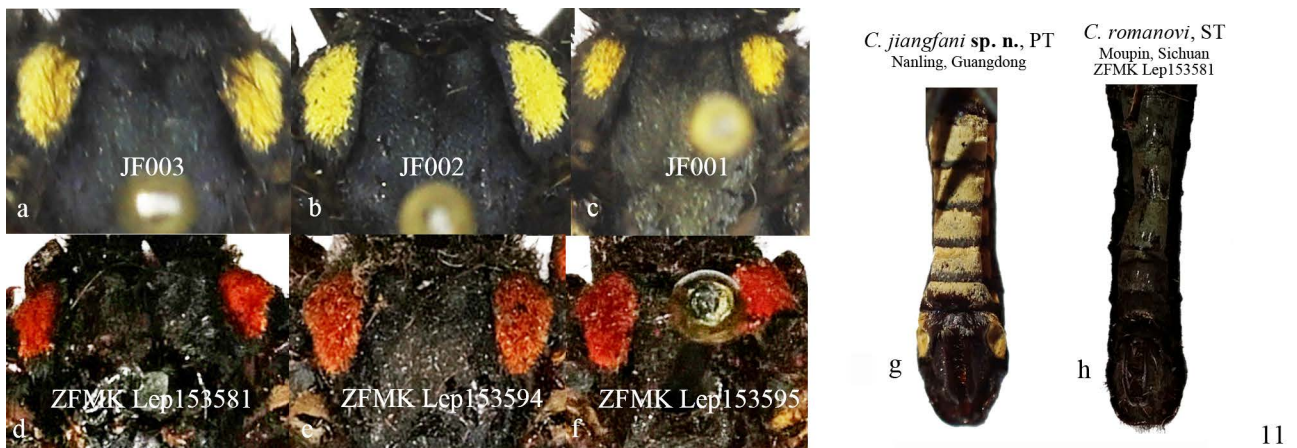 JF003
a
JF002
b
JF001
c
ZFMK Lep153581
d
ZFMK Lep153594
e
ZFMK Lep153595
f
C. jiangfani sp. n., PT
Nanling, Guangdong
g
C. romanovi, ST
Moupin, Sichuan
ZFMK Lep153581
h
11